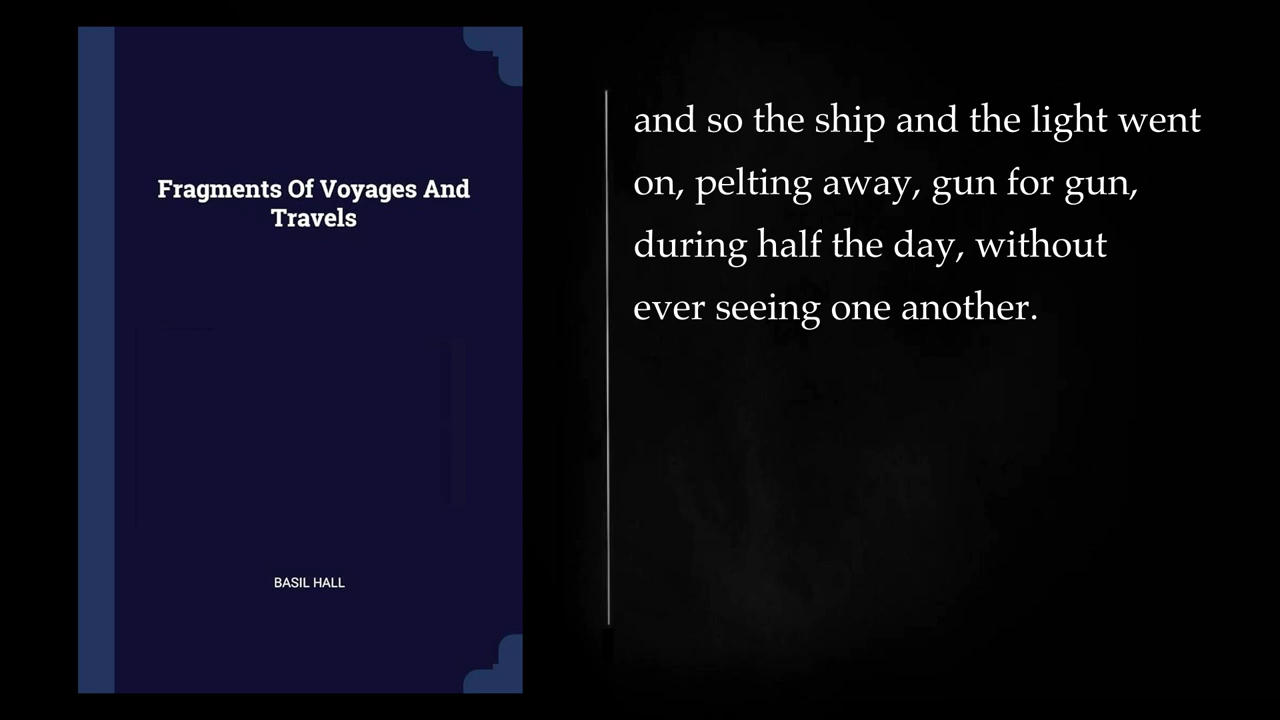 Fragments Of Voyages And
Travels
BASIL HALL
and so the ship and the light went
on, pelting away, gun for gun,
during half the day, without
ever seeing one another.